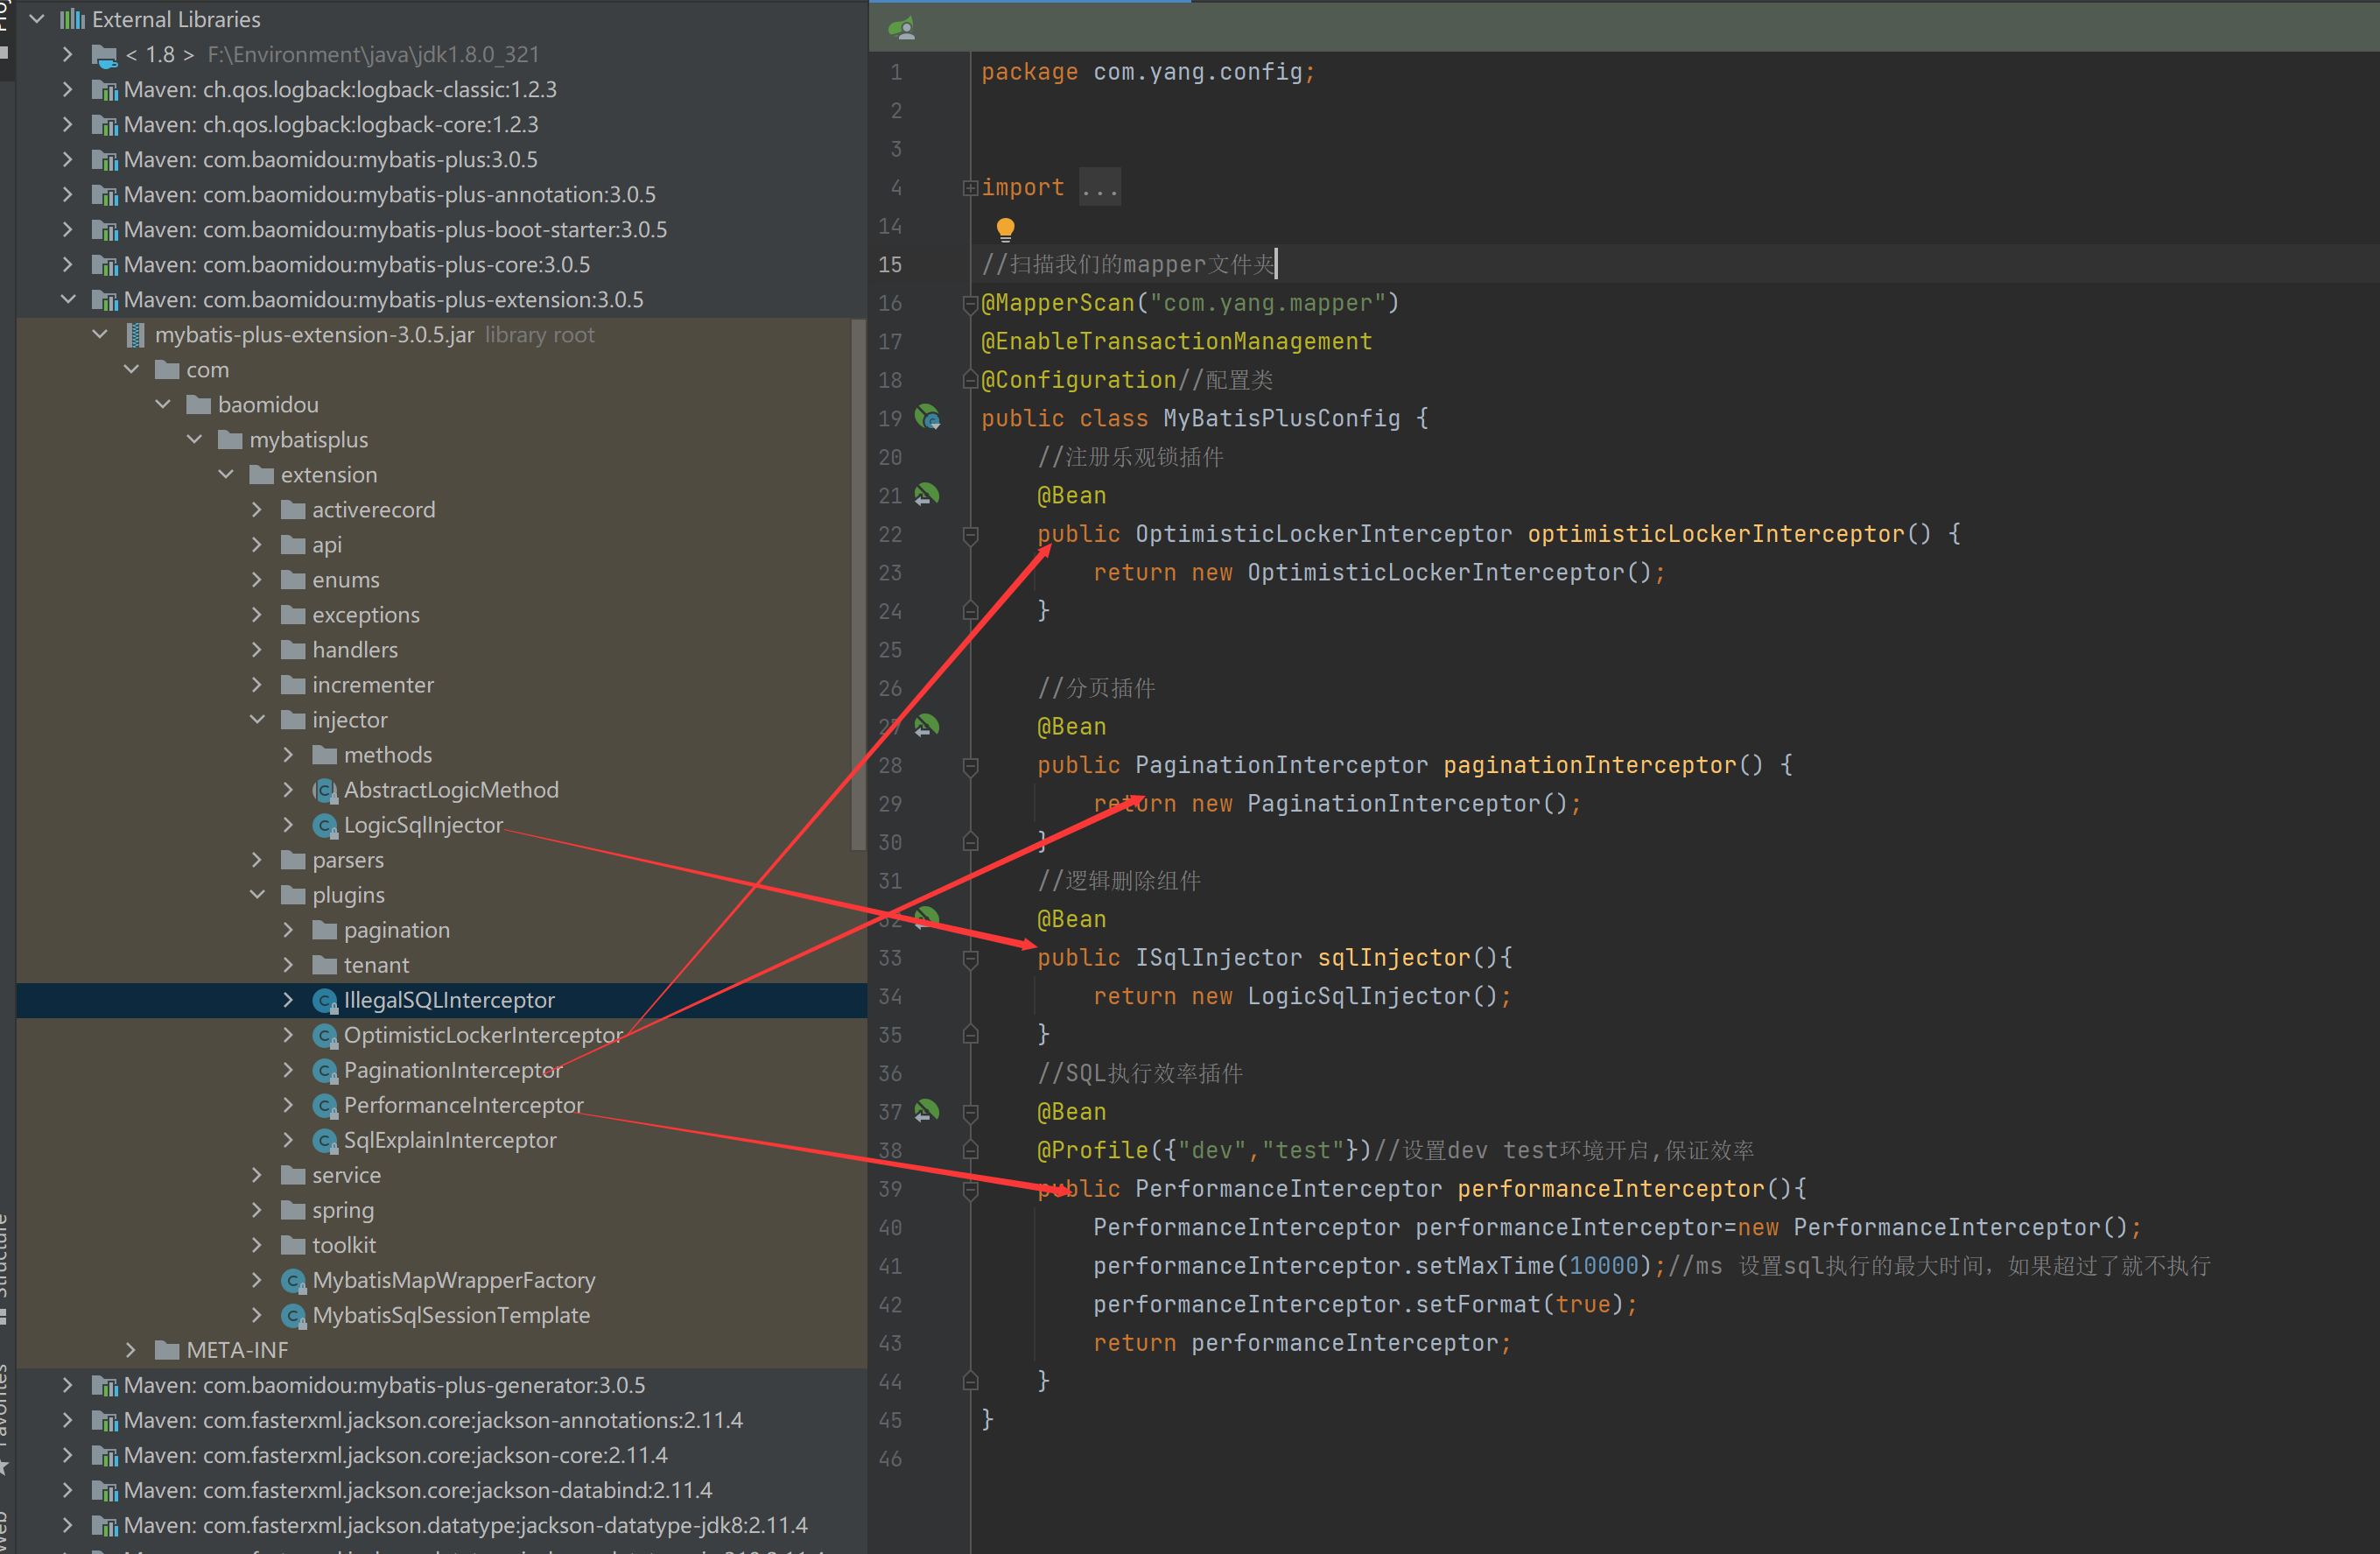 External Libraries
< 1.8 > F:\Environment\java\jdk1.8.0_321
Maven: ch.qos.logback:logback-classic:1.2.3
Maven: ch.qos.logback:logback-core:1.2.3
Maven: com.baomidou:mybatis-plus:3.0.5
Maven: com.baomidou:mybatis-plus-annotation:3.0.5
Maven: com.baomidou:mybatis-plus-boot-starter:3.0.5
Maven: com.baomidou:mybatis-plus-core:3.0.5
Maven: com.baomidou:mybatis-plus-extension:3.0.5
mybatis-plus-extension-3.0.5.jar library root
com
baomidou
mybatisplus
extension
activerecord
api
enums
exceptions
handlers
incrementer
injector
methods
AbstractLogicMethod
LogicSqlInjector
parsers
plugins
pagination
tenant
IllegalSQLInterceptor
OptimisticLockerInterceptor
PaginationInterceptor
PerformanceInterceptor
SqlExplainInterceptor
service
spring
toolkit
MybatisMapWrapperFactory
MybatisSqlSessionTemplate
META-INF
Maven: com.baomidou:mybatis-plus-generator:3.0.5
Maven: com.fasterxml.jackson.core:jackson-annotations:2.11.4
Maven: com.fasterxml.jackson.core:jackson-core:2.11.4
Maven: com.fasterxml.jackson.core:jackson-databind:2.11.4
Maven: com.fasterxml.jackson.datatype:jackson-datatype-jdk8:2.11.4
Structure
Favorites
Web
1 package com.yang.config;
2
3
4 import ...
14
15 //扫描我们的mapper文件夹
16 @MapperScan("com.yang.mapper")
17 @EnableTransactionManagement
18 @Configuration//配置类
19 public class MyBatisPlusConfig {
20 //注册乐观锁插件
21 @Bean
22 public OptimisticLockerInterceptor optimisticLockerInterceptor() {
23 return new OptimisticLockerInterceptor();
24 }
25
26 //分页插件
27 @Bean
28 public PaginationInterceptor paginationInterceptor() {
29 return new PaginationInterceptor();
30 }
31 //逻辑删除组件
32 @Bean
33 public ISqlInjector sqlInjector(){
34 return new LogicSqlInjector();
35 }
36 //SQL执行效率插件
37 @Bean
38 @Profile({"dev","test"})//设置dev test环境开启,保证效率
39 public PerformanceInterceptor performanceInterceptor(){
40 PerformanceInterceptor performanceInterceptor=new PerformanceInterceptor();
41 performanceInterceptor.setMaxTime(10000);//ms 设置sql执行的最大时间，如果超过了就不执行
42 performanceInterceptor.setFormat(true);
43 return performanceInterceptor;
44 }
45 }
46